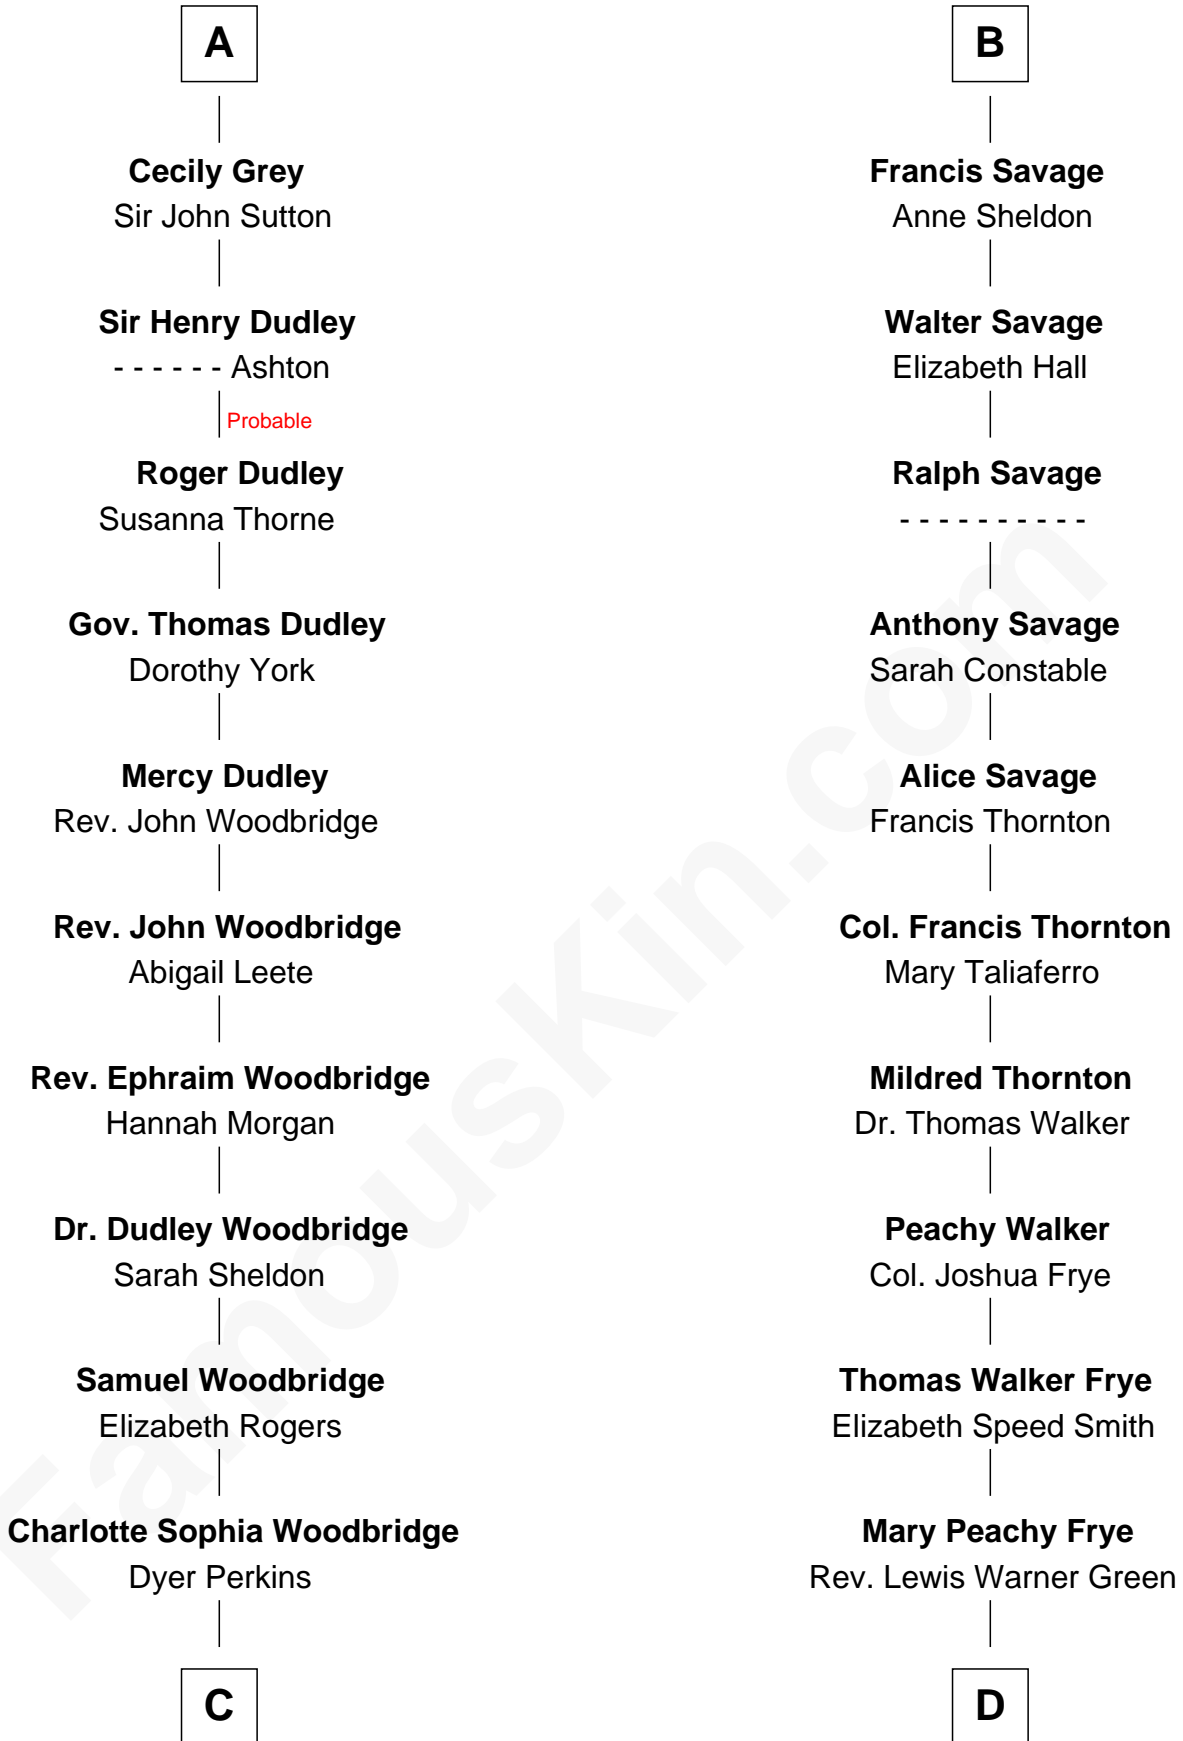 A
Cecily Grey
Sir John Sutton
Sir Henry Dudley
- - - - - - Ashton
Probable
Roger Dudley
Susanna Thorne
Gov. Thomas Dudley
Dorothy York
Mercy Dudley
Rev. John Woodbridge
Rev. John Woodbridge
Abigail Leete
Rev. Ephraim Woodbridge
Hannah Morgan
Dr. Dudley Woodbridge
Sarah Sheldon
Samuel Woodbridge
Elizabeth Rogers
Charlotte Sophia Woodbridge
Dyer Perkins
C
B
Francis Savage
Anne Sheldon
Walter Savage
Elizabeth Hall
Ralph Savage
- - - - - - - - - -
Anthony Savage
Sarah Constable
Alice Savage
Francis Thornton
Col. Francis Thornton
Mary Taliaferro
Mildred Thornton
Dr. Thomas Walker
Peachy Walker
Col. Joshua Frye
Thomas Walker Frye
Elizabeth Speed Smith
Mary Peachy Frye
Rev. Lewis Warner Green
D
FamousKin.com